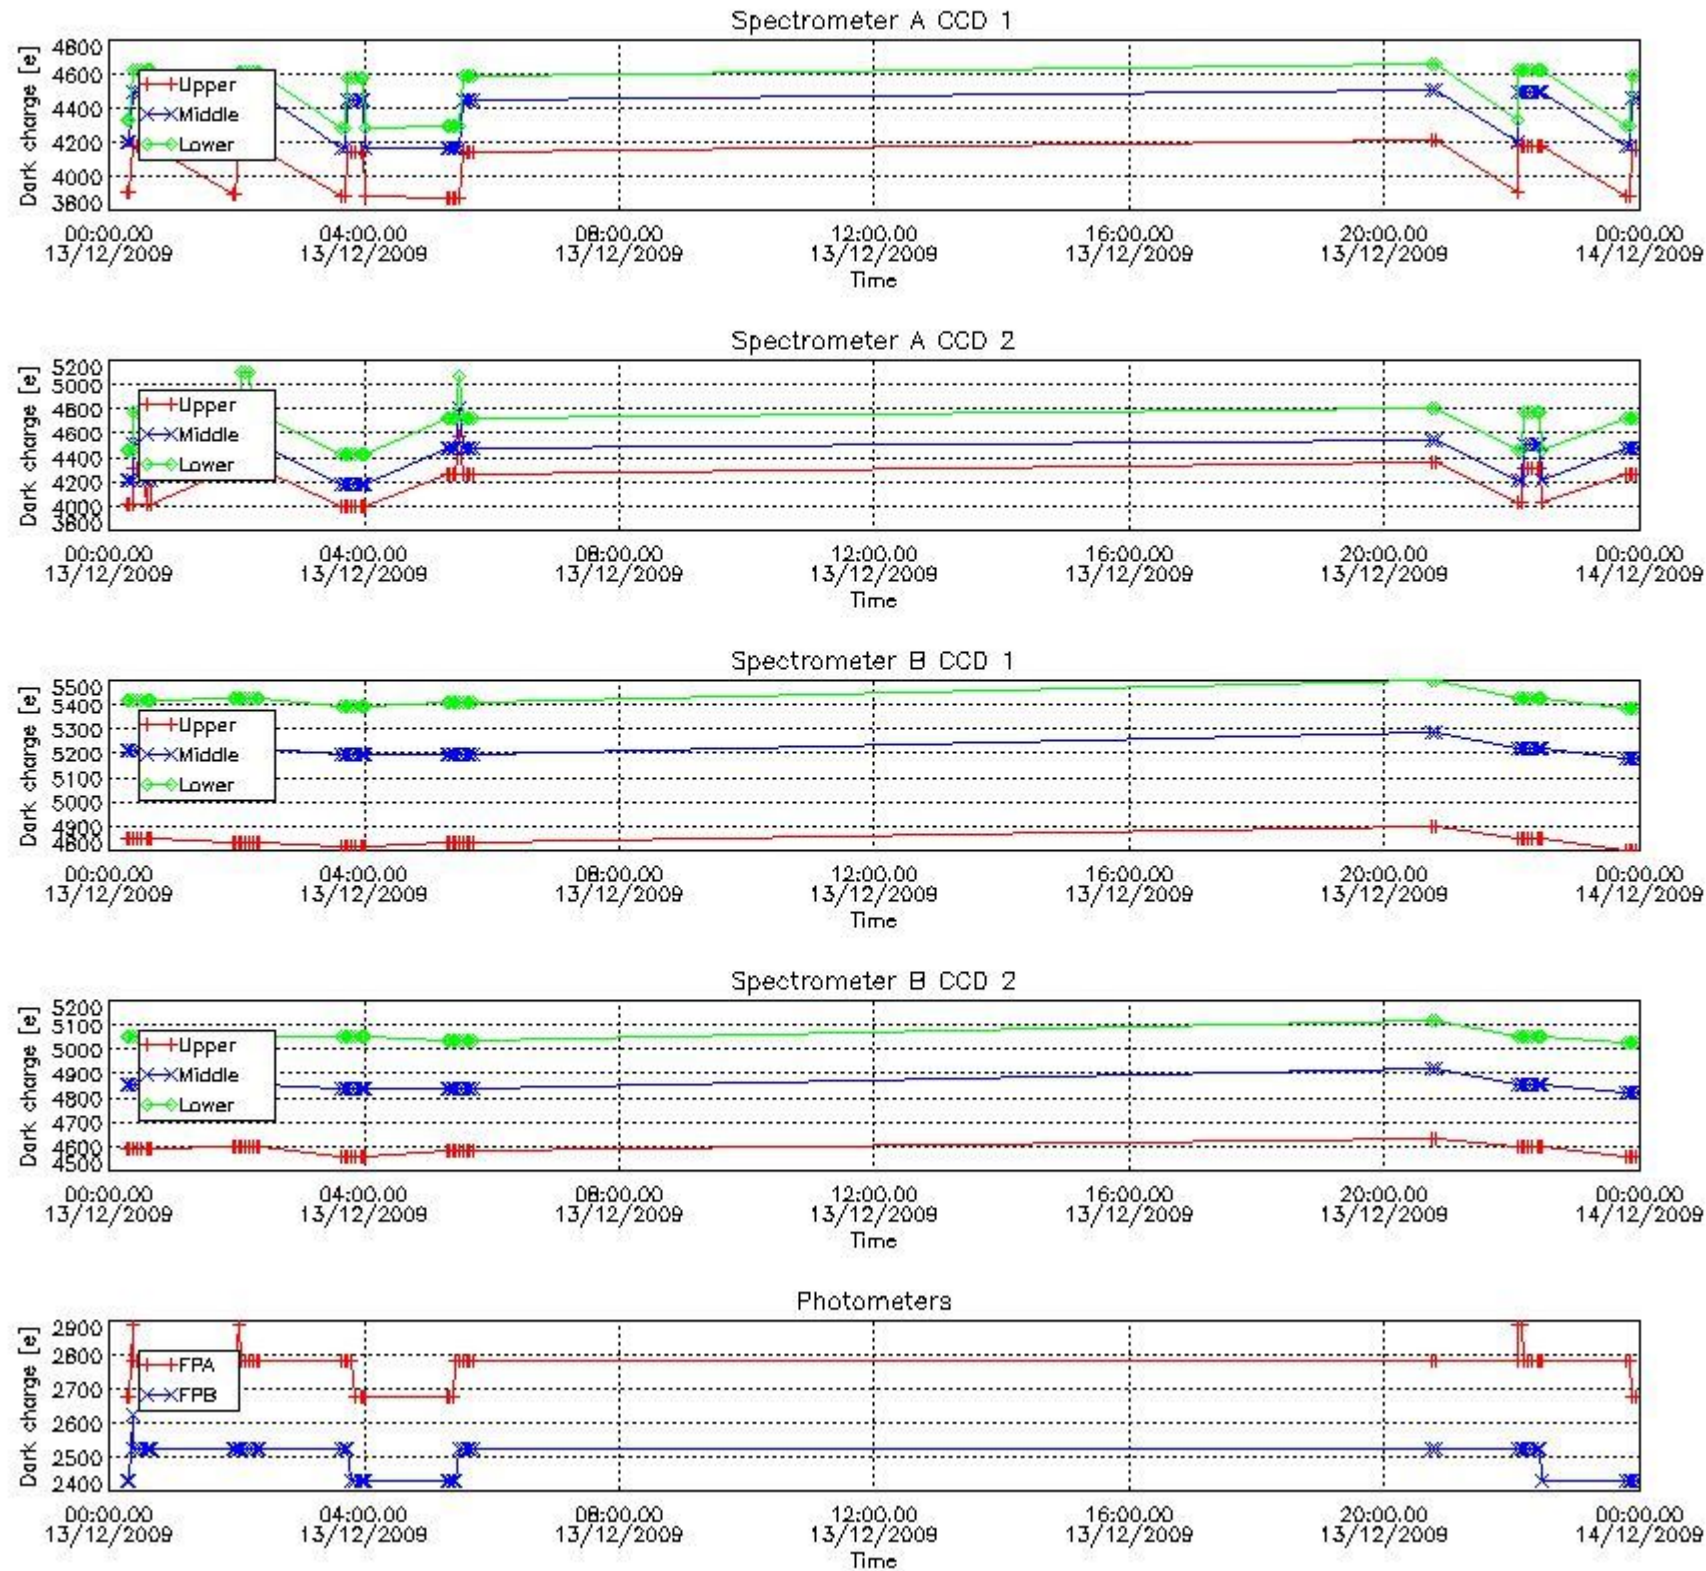 Spectrometer A CCD 1
Dark charge [e]
4800
4600
4400
4200
4000
3800
Upper
Middle
Lower
00:00.00 04:00.00 08:00.00 12:00.00 16:00.00 20:00.00 00:00.00
13/12/2009 13/12/2009 13/12/2009 13/12/2009 13/12/2009 13/12/2009 14/12/2009
Time
Spectrometer A CCD 2
Dark charge [e]
5200
5000
4800
4600
4400
4200
4000
3800
Upper
Middle
Lower
00:00.00 04:00.00 08:00.00 12:00.00 16:00.00 20:00.00 00:00.00
13/12/2009 13/12/2009 13/12/2009 13/12/2009 13/12/2009 13/12/2009 14/12/2009
Time
Spectrometer B CCD 1
Dark charge [e]
5500
5400
5300
5200
5100
5000
4900
4800
Upper
Middle
Lower
00:00.00 04:00.00 08:00.00 12:00.00 16:00.00 20:00.00 00:00.00
13/12/2009 13/12/2009 13/12/2009 13/12/2009 13/12/2009 13/12/2009 14/12/2009
Time
Spectrometer B CCD 2
Dark charge [e]
5200
5100
5000
4900
4800
4700
4600
4500
Upper
Middle
Lower
00:00.00 04:00.00 08:00.00 12:00.00 16:00.00 20:00.00 00:00.00
13/12/2009 13/12/2009 13/12/2009 13/12/2009 13/12/2009 13/12/2009 14/12/2009
Time
Photometers
Dark charge [e]
2900
2800
2700
2600
2500
2400
FPA
FPB
00:00.00 04:00.00 08:00.00 12:00.00 16:00.00 20:00.00 00:00.00
13/12/2009 13/12/2009 13/12/2009 13/12/2009 13/12/2009 13/12/2009 14/12/2009
Time